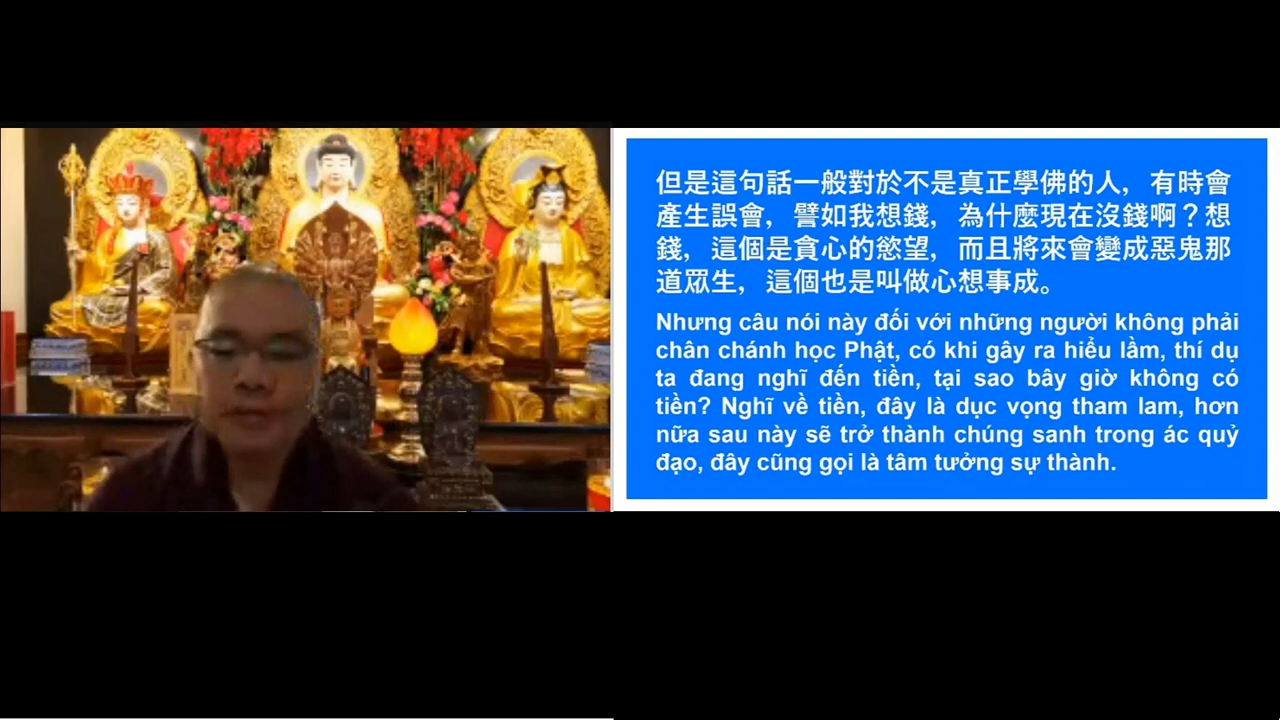 但是這句話一般對於不是真正學佛的人，有時會
產生誤會，譬如我想錢，為什麼現在沒錢啊？想
錢，這個是貪心的慾望，而且將來會變成惡鬼那
道眾生，這個也是叫做心想事成。
Nhưng câu nói này đối với những người không phải
chân chánh học Phật, có khi gây ra hiểu lầm, thí dụ
ta đang nghĩ đến tiền, tại sao bây giờ không có
tiền? Nghĩ về tiền, đây là dục vọng tham lam, hơn
nữa sau này sẽ trở thành chúng sanh trong ác quỷ
đạo, đây cũng gọi là tâm tưởng sự thành.